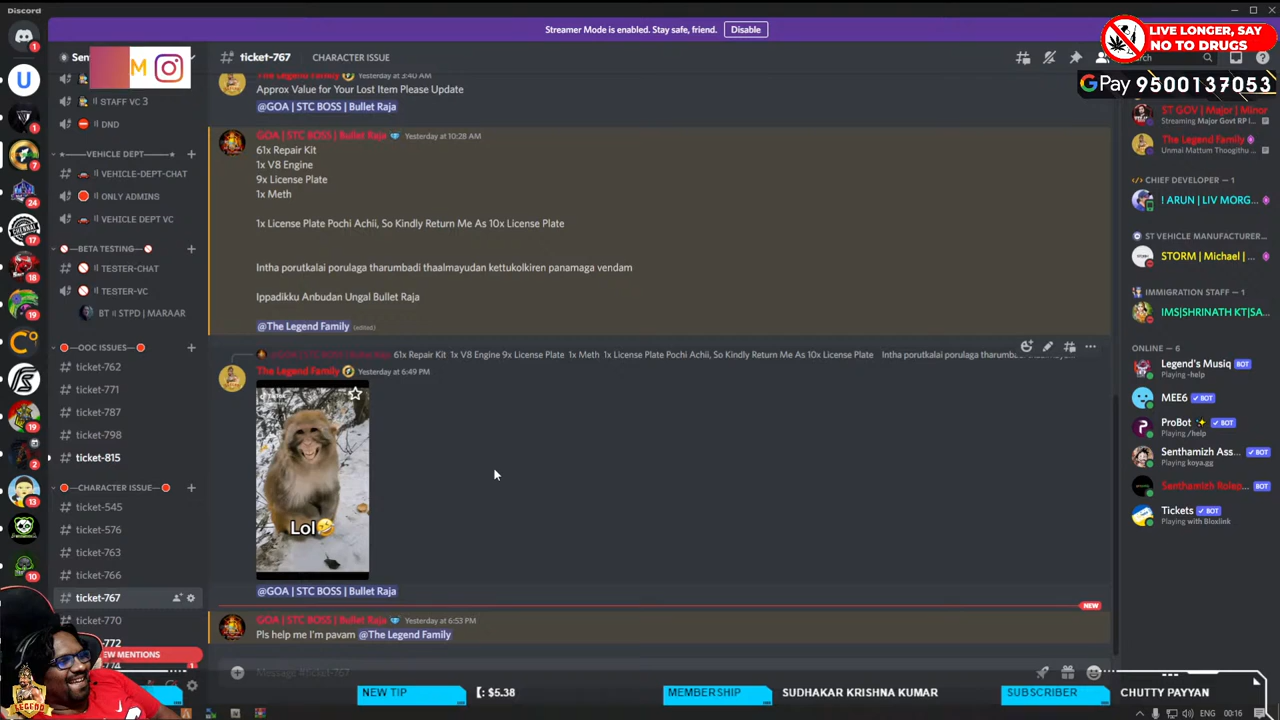 Discord
Streamer Mode is enabled. Stay safe, friend.
Disable
LIVE LONGER, SAY
NO TO DRUGS
GPay 9500137053
M
ticket-767
CHARACTER ISSUE
STAFF VC 3
DND
VEHICLE DEPT
VEHICLE-DEPT-CHAT
ONLY ADMINS
VEHICLE DEPT VC
BETA TESTING
TESTER-CHAT
TESTER-VC
BT STPD | MARAAR
OOC ISSUES
ticket-762
ticket-771
ticket-787
ticket-798
ticket-815
CHARACTER ISSUE
ticket-545
ticket-576
ticket-763
ticket-766
ticket-767
ticket-770
EW MENTIONS
The Legend Family Yesterday at 3:40 AM
Approx Value for Your Lost Item Please Update
@GOA | STC BOSS | Bullet Raja
GOA | STC BOSS | Bullet Raja Yesterday at 10:28 AM
61x Repair Kit
1x V8 Engine
9x License Plate
1x Meth
1x License Plate Pochi Achii, So Kindly Return Me As 10x License Plate
Intha porutkalai porulaga tharumbadi thaalmayudan kettukolkiren panamaga vendam
Ippadikku Anbudan Ungal Bullet Raja
@The Legend Family (edited)
61x Repair Kit 1x V8 Engine 9x License Plate 1x Meth 1x License Plate Pochi Achii, So Kindly Return Me As 10x License Plate Intha porutkalai porulaga
The Legend Family Yesterday at 6:49 PM
Lol🤣
@GOA | STC BOSS | Bullet Raja
NEW
GOA | STC BOSS | Bullet Raja Yesterday at 6:53 PM
Pls help me I'm pavam @The Legend Family
Message #ticket-767
ST GOV | Major | Minor
Streaming Major Govt RP I...
The Legend Family
Unmai Mattum Thoogithu ...
CHIEF DEVELOPER — 1
! ARUN | LIV MORG...
ST VEHICLE MANUFACTURER...
STORM | Michael | ...
IMMIGRATION STAFF — 1
IMS|SHRINATH KT|SA...
ONLINE — 6
Legend's Musiq BOT
Playing -help
MEE6 BOT
ProBot BOT
Playing /help
Senthamizh Ass... BOT
Playing koya.gg
Senthamizh Rolep... BOT
Tickets BOT
Playing with Bloxlink
NEW TIP
$5.38
MEMBERSHIP
SUDHAKAR KRISHNA KUMAR
SUBSCRIBER
CHUTTY PAYYAN
ENG
00:16